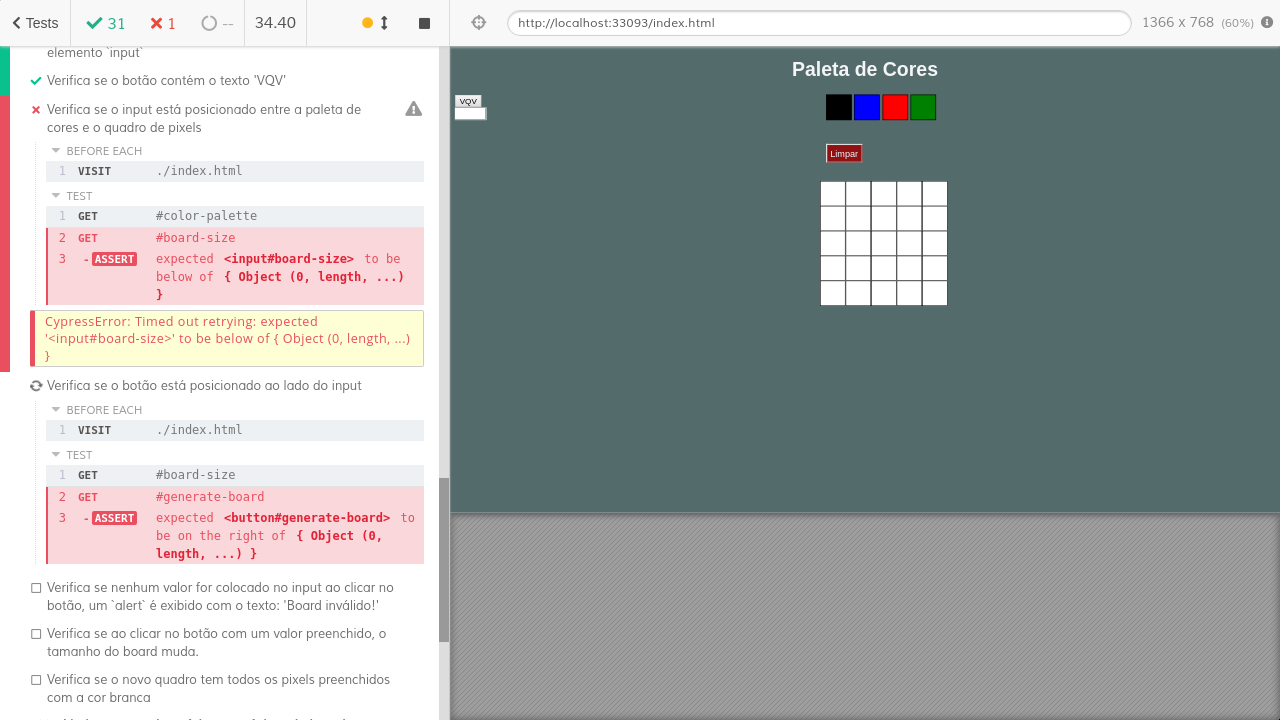 Tests
31
1
--
34.40
http://localhost:33093/index.html
1366 x 768 (60%)
elemento `input`
Verifica se o botão contém o texto 'VQV'
Verifica se o input está posicionado entre a paleta de
cores e o quadro de pixels
BEFORE EACH
1 VISIT ./index.html
TEST
1 GET #color-palette
2 GET #board-size
3 -ASSERT expected <input#board-size> to be
below of { Object (0, length, ...)
}
CypressError: Timed out retrying: expected
'<input#board-size>' to be below of { Object (0, length, ...)
}
Verifica se o botão está posicionado ao lado do input
BEFORE EACH
1 VISIT ./index.html
TEST
1 GET #board-size
2 GET #generate-board
3 -ASSERT expected <button#generate-board> to
be on the right of { Object (0,
length, ...) }
Verifica se nenhum valor for colocado no input ao clicar no
botão, um `alert` é exibido com o texto: 'Board inválido!'
Verifica se ao clicar no botão com um valor preenchido, o
tamanho do board muda.
Verifica se o novo quadro tem todos os pixels preenchidos
com a cor branca
Paleta de Cores
VQV
Limpar